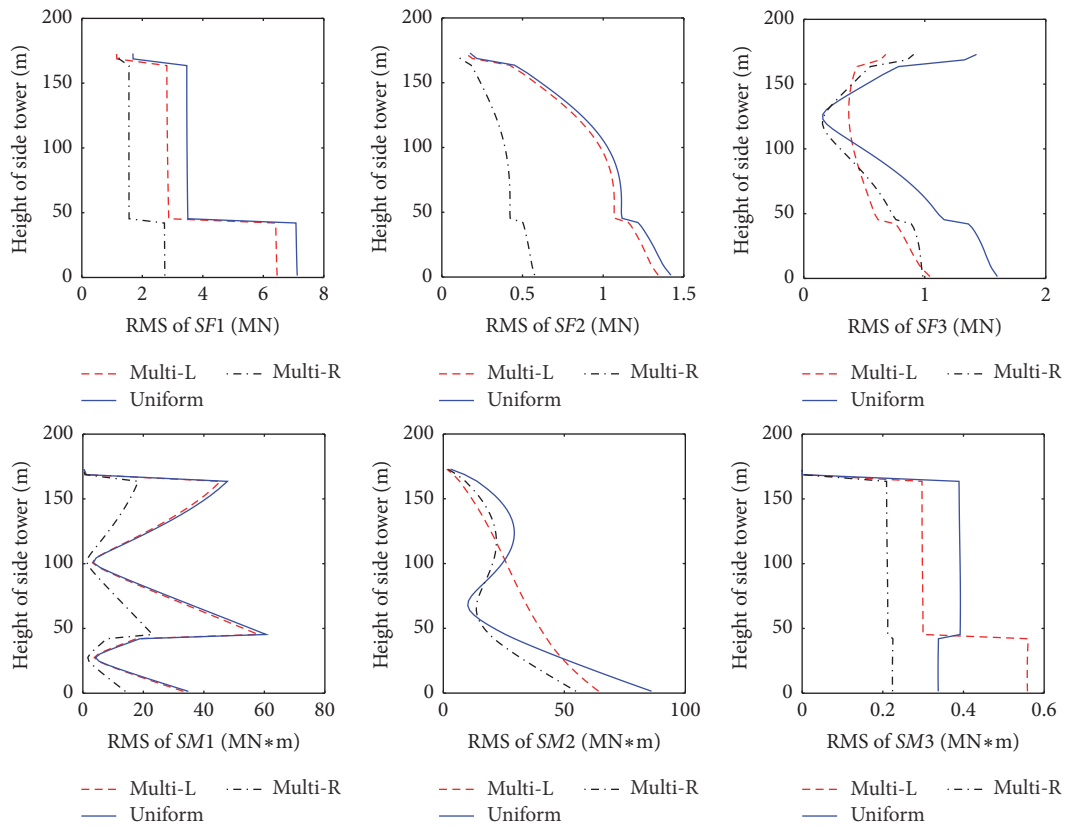 200
150
100
50
0
Height of side tower (m)
0 2 4 6 8
RMS of SF1 (MN)
Multi-L Multi-R
Uniform
200
150
100
50
0
Height of side tower (m)
0 0.5 1 1.5
RMS of SF2 (MN)
Multi-L Multi-R
Uniform
200
150
100
50
0
Height of side tower (m)
0 1 2
RMS of SF3 (MN)
Multi-L Multi-R
Uniform
200
150
100
50
0
Height of side tower (m)
0 20 40 60 80
RMS of SM1 (MN∗m)
Multi-L Multi-R
Uniform
200
150
100
50
0
Height of side tower (m)
0 50 100
RMS of SM2 (MN∗m)
Multi-L Multi-R
Uniform
200
150
100
50
0
Height of side tower (m)
0 0.2 0.4 0.6
RMS of SM3 (MN∗m)
Multi-L Multi-R
Uniform